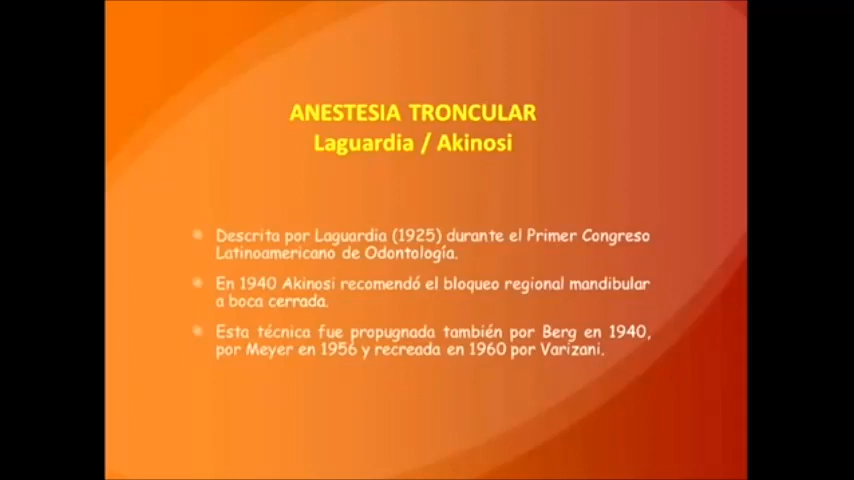 ANESTESIA TRONCULAR
Laguardia / Akinosi
Descrita por Laguardia (1925) durante el Primer Congreso
Latinoamericano de Odontología.
En 1940 Akinosi recomendó el bloqueo regional mandibular
a boca cerrada.
Esta técnica fue propugnada también por Berg en 1940,
por Meyer en 1956 y recreada en 1960 por Varizani.